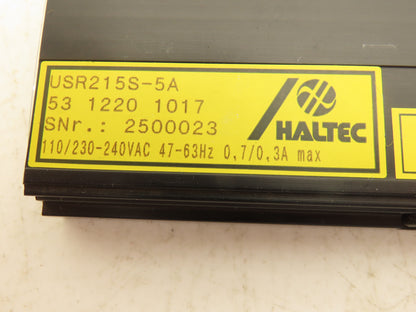 USR215S-5A
53 1220 1017
SNr.: 2500023
HALTEC
110/230-240VAC 47-63Hz 0,7/0,3A max